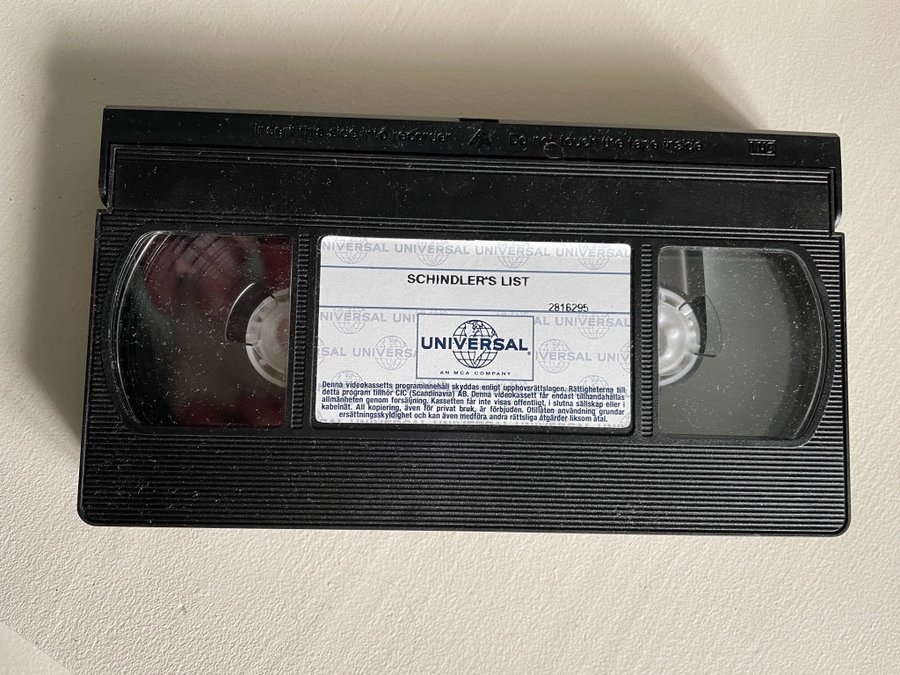 Insert this side into recorder Do not touch the tape inside
VHS
UNIVERSAL UNIVERSAL UNIVERSAL UNIVERSAL
SCHINDLER'S LIST
2816295
UNIVERSAL UNIVERSAL
UNIVERSAL
AN MCA COMPANY
Denna videokassetts programinnehåll skyddas enligt upphovsrättslagen. Rättigheterna till
detta program tillhör CIC (Scandinavia) AB. Denna videokassett får endast tillhandahållas
allmänheten genom försäljning. Kassetten får inte visas offentligt, i slutna sällskap eller i
kabelnät. All kopiering, även för privat bruk, är förbjuden. Otillåten användning grundar
ersättningsskyldighet och kan även medföra andra rättsliga åtgärder liksom åtal.